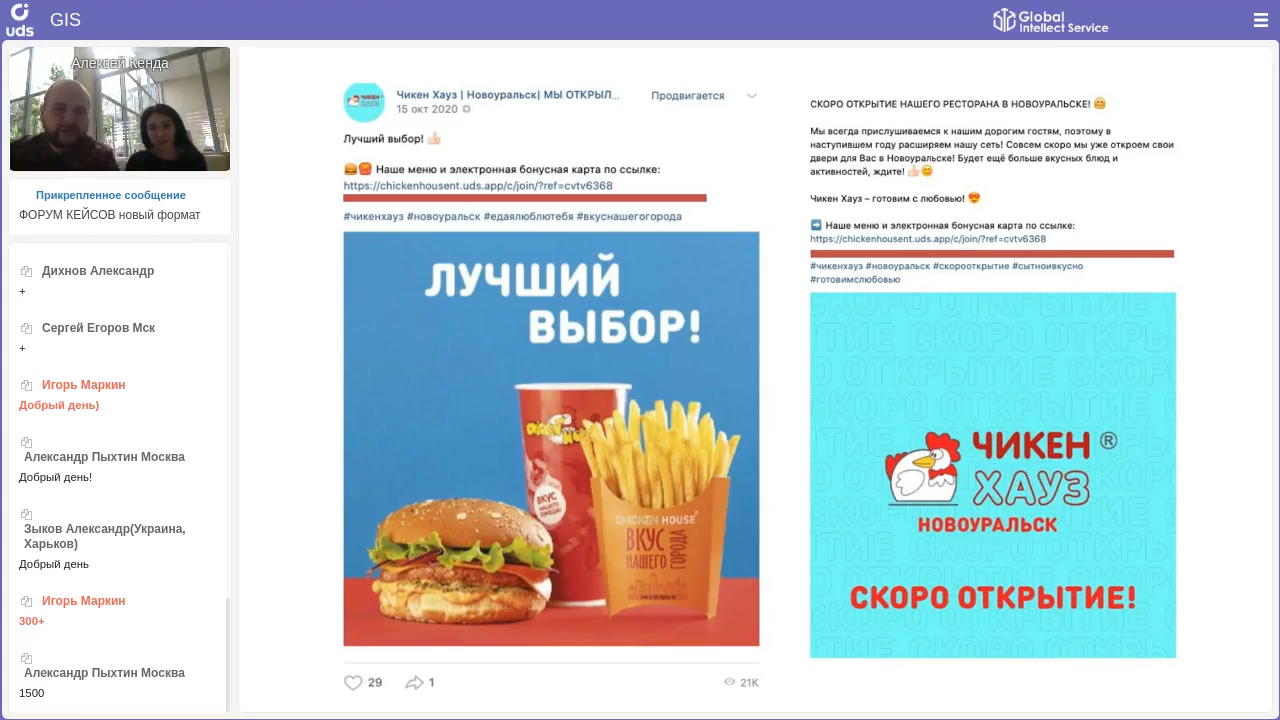 uds
GIS
Global
Intellect Service
Алексей Кенда
Прикрепленное сообщение
ФОРУМ КЕЙСОВ новый формат
Дихнов Александр
+
Сергей Егоров Мск
+
Игорь Маркин
Добрый день)
Александр Пыхтин Москва
Добрый день!
Зыков Александр(Украина,
Харьков)
Добрый день
Игорь Маркин
300+
Александр Пыхтин Москва
1500
ЧИКЕН
Чикен Хауз | Новоуральск| МЫ ОТКРЫЛ...
Продвигается
15 окт 2020
Лучший выбор! 👍🏻
🍔🍟 Наше меню и электронная бонусная карта по ссылке:
https://chickenhousent.uds.app/c/join/?ref=cvtv6368
#чикенхауз #новоуральск #едаялюблютебя #вкуснашегогорода
ЛУЧШИЙ
ВЫБОР!
ВКУС
НАШЕГО
ГОРОДА
CHICKEN HOUSE
ВКУС
НАШЕГО
ГОРОДА
29
1
21K
СКОРО ОТКРЫТИЕ НАШЕГО РЕСТОРАНА В НОВОУРАЛЬСКЕ! 🤗
Мы всегда прислушиваемся к нашим дорогим гостям, поэтому в
наступившем году расширяем нашу сеть! Совсем скоро мы уже откроем свои
двери для Вас в Новоуральске! Будет ещё больше вкусных блюд и
активностей, ждите! 👍🏻😊
Чикен Хауз – готовим с любовью! 😍
➡️ Наше меню и электронная бонусная карта по ссылке:
https://chickenhousent.uds.app/c/join/?ref=cvtv6368
#чикенхауз #новоуральск #скорооткрытие #сытноивкусно
#готовимслюбовью
ЧИКЕН ®
ХАУЗ
НОВОУРАЛЬСК
СКОРО ОТКРЫТИЕ!